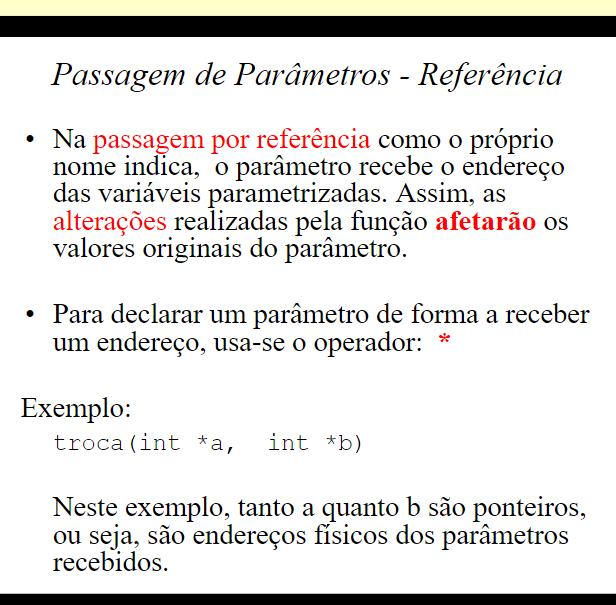 Passagem de Parâmetros - Referência
• Na passagem por referência como o próprio
nome indica,  o parâmetro recebe o endereço
das variáveis parametrizadas. Assim, as
alterações realizadas pela função afetarão os
valores originais do parâmetro.
• Para declarar um parâmetro de forma a receber
um endereço, usa-se o operador:  *
Exemplo:
troca(int *a,  int *b)
Neste exemplo, tanto a quanto b são ponteiros,
ou seja, são endereços físicos dos parâmetros
recebidos.